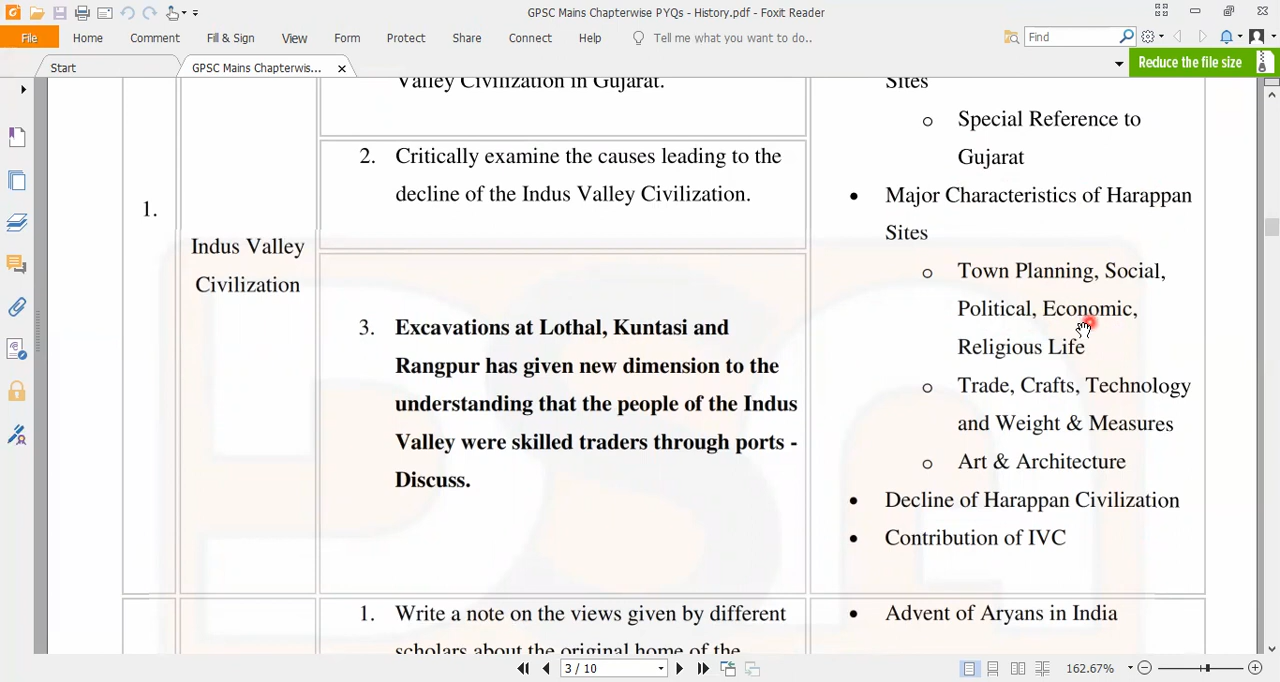 GPSC Mains Chapterwise PYQs - History.pdf - Foxit Reader
File Home Comment Fill & Sign View Form Protect Share Connect Help Tell me what you want to do.. Find
Start GPSC Mains Chapterwis... Reduce the file size
1.
Indus Valley
Civilization
Valley Civilization in Gujarat.
2. Critically examine the causes leading to the
decline of the Indus Valley Civilization.
3. Excavations at Lothal, Kuntasi and
Rangpur has given new dimension to the
understanding that the people of the Indus
Valley were skilled traders through ports -
Discuss.
Sites
o Special Reference to
Gujarat
• Major Characteristics of Harappan
Sites
o Town Planning, Social,
Political, Economic,
Religious Life
o Trade, Crafts, Technology
and Weight & Measures
o Art & Architecture
• Decline of Harappan Civilization
• Contribution of IVC
1. Write a note on the views given by different
scholars about the original home of the
• Advent of Aryans in India
3 / 10
162.67%